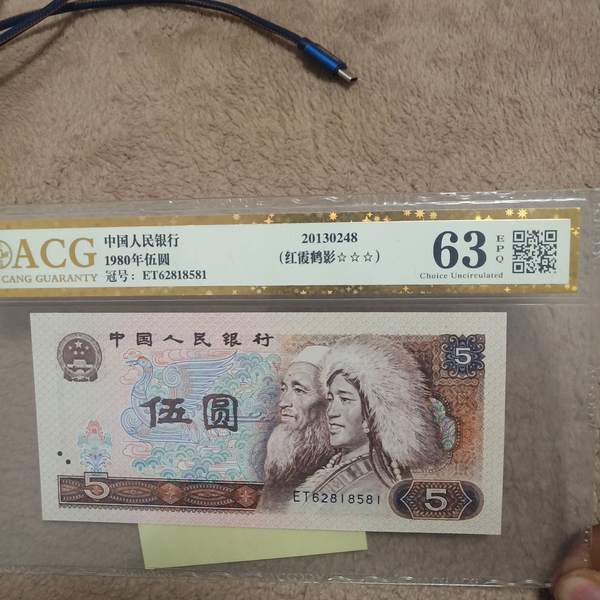 ACG
CANG GUARANTY
中国人民银行
1980年伍圆
冠号: ET62818581
20130248
(红霞鹤影☆☆☆)
63
EPQ
Choice Uncirculated
中国人民银行
5
伍圆
ET62818581
5
5